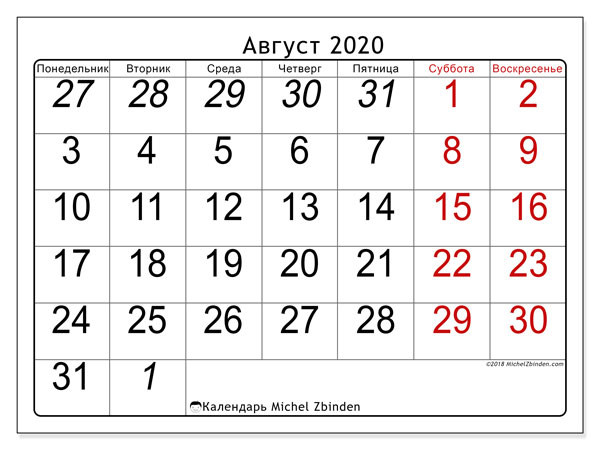 Август 2020
Понедельник Вторник Среда Четверг Пятница Суббота Воскресенье
27 28 29 30 31 1 2
3 4 5 6 7 8 9
10 11 12 13 14 15 16
17 18 19 20 21 22 23
24 25 26 27 28 29 30
31 1
©2018 MichelZbinden.com
Календарь Michel Zbinden